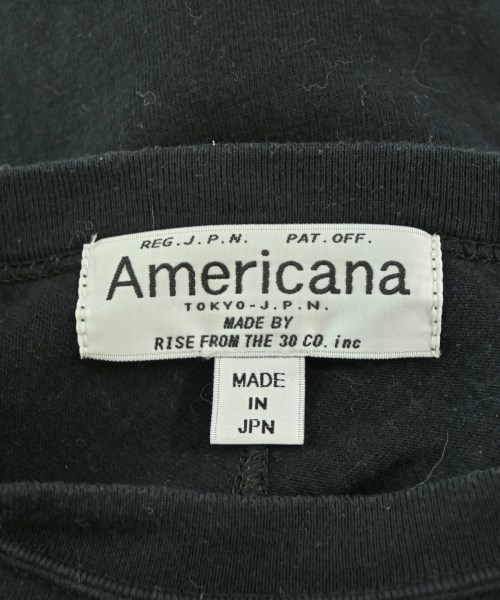 REG.J.P.N. PAT.OFF.
Americana
TOKYO-J.P.N.
MADE BY
RISE FROM THE 30 CO. inc
MADE
IN
JPN